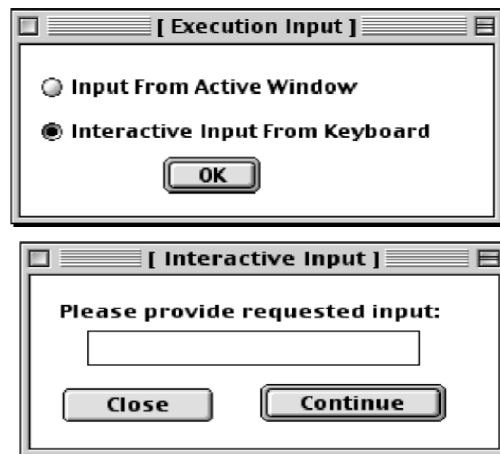 [ Execution Input ]
Input From Active Window
Interactive Input From Keyboard
OK
[ Interactive Input ]
Please provide requested input:
Close Continue